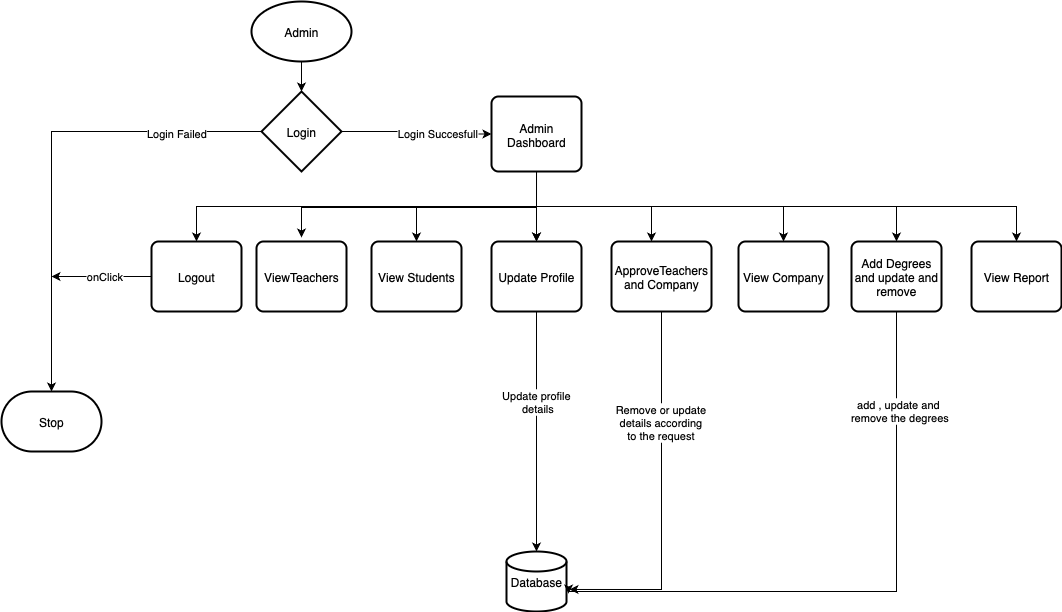 Admin
Login
Login Failed
Login Succesfull
Admin
Dashboard
Logout
ViewTeachers
View Students
Update Profile
ApproveTeachers
and Company
View Company
Add Degrees
and update and
remove
View Report
onClick
Stop
Update profile
details
Remove or update
details according
to the request
add , update and
remove the degrees
Database